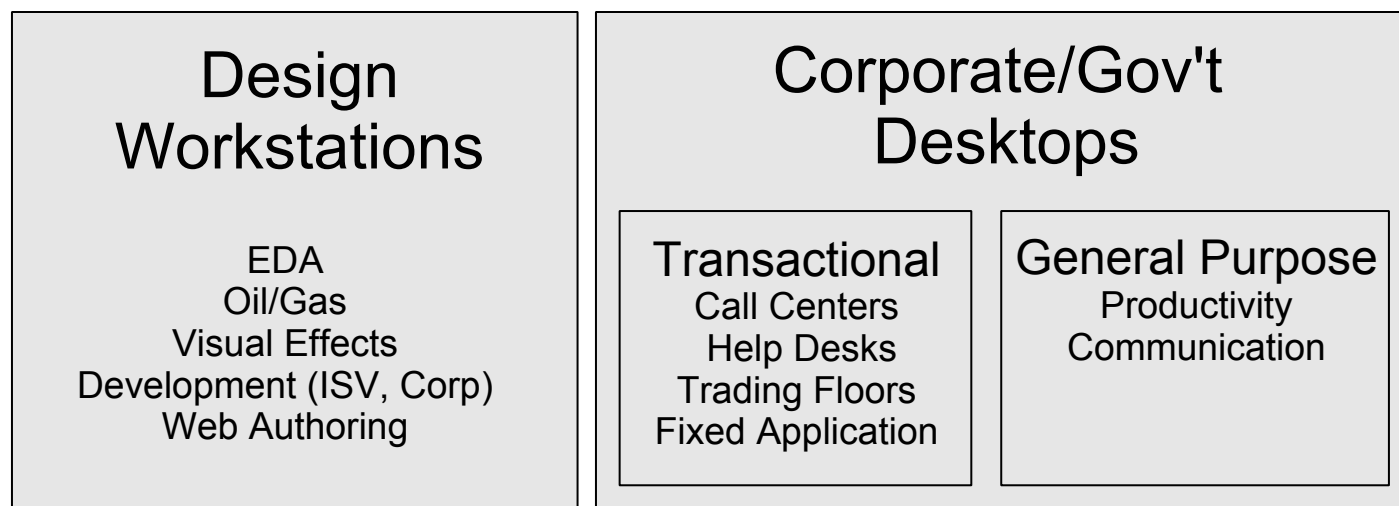 Design
Workstations
EDA
Oil/Gas
Visual Effects
Development (ISV, Corp)
Web Authoring
Corporate/Gov't
Desktops
Transactional
Call Centers
Help Desks
Trading Floors
Fixed Application
General Purpose
Productivity
Communication